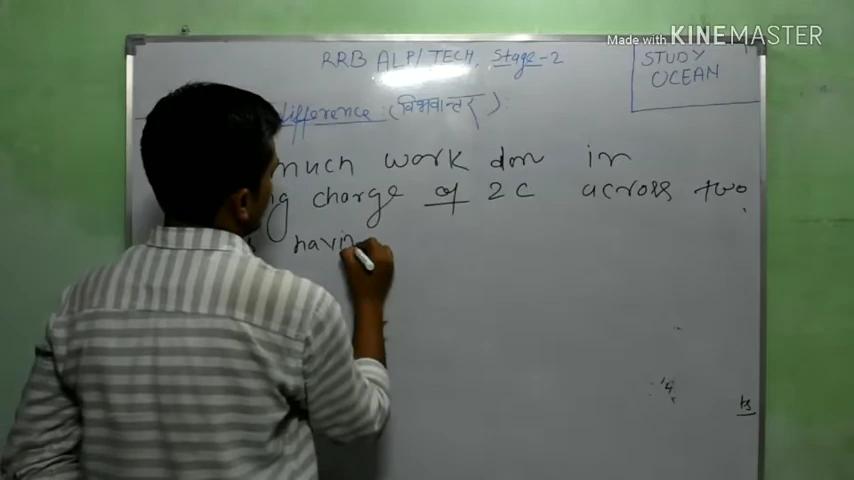 Made with KINEMASTER
RRB ALP/TECH. Stage-2
STUDY
OCEAN
difference: (विभवान्तर):
much work don in
charge of 2C across two
havin